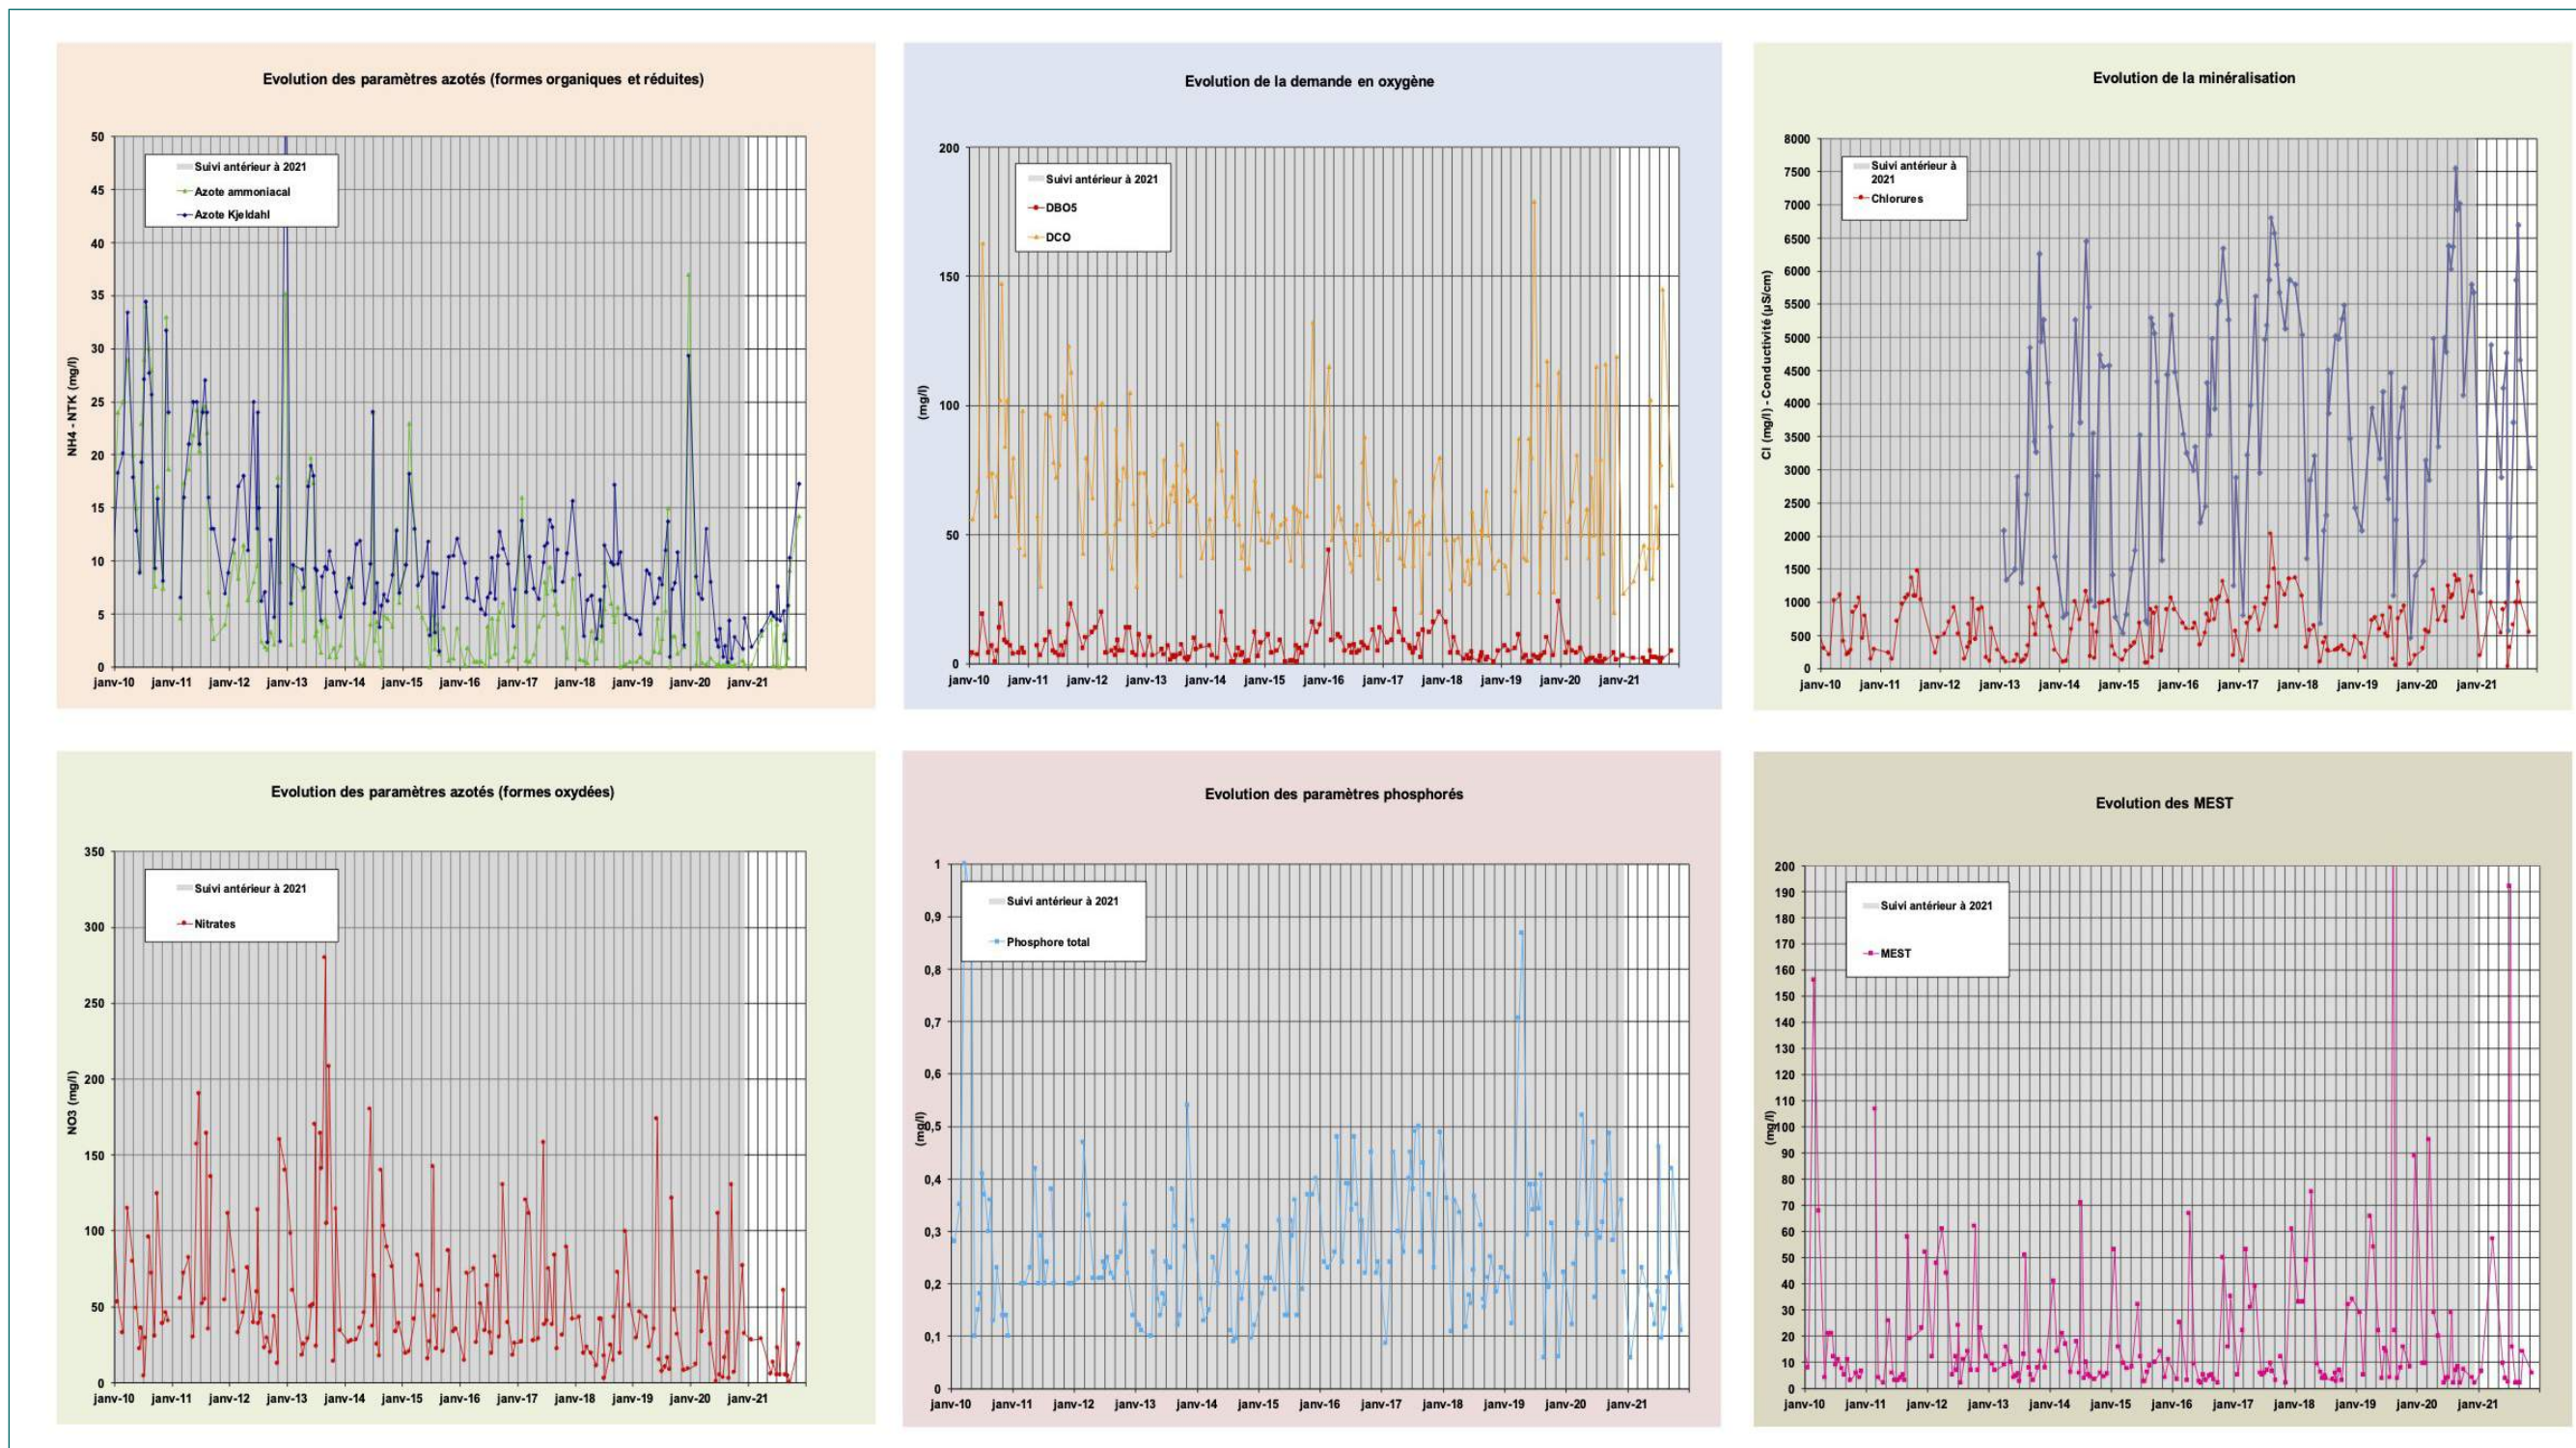 Evolution des paramètres azotés (formes organiques et réduites)
NH4 - NTK (mg/l)
50
45
40
35
30
25
20
15
10
5
0
Suivi antérieur à 2021
Azote ammoniacal
Azote Kjeldahl
janv-10 janv-11 janv-12 janv-13 janv-14 janv-15 janv-16 janv-17 janv-18 janv-19 janv-20 janv-21
Evolution de la demande en oxygène
(mg/l)
200
150
100
50
0
Suivi antérieur à 2021
DBO5
DCO
janv-10 janv-11 janv-12 janv-13 janv-14 janv-15 janv-16 janv-17 janv-18 janv-19 janv-20 janv-21
Evolution de la minéralisation
Cl (mg/l) - Conductivité (µS/cm)
8000
7500
7000
6500
6000
5500
5000
4500
4000
3500
3000
2500
2000
1500
1000
500
0
Suivi antérieur à
2021
Chlorures
janv-10 janv-11 janv-12 janv-13 janv-14 janv-15 janv-16 janv-17 janv-18 janv-19 janv-20 janv-21
Evolution des paramètres azotés (formes oxydées)
NO3 (mg/l)
350
300
250
200
150
100
50
0
Suivi antérieur à 2021
Nitrates
janv-10 janv-11 janv-12 janv-13 janv-14 janv-15 janv-16 janv-17 janv-18 janv-19 janv-20 janv-21
Evolution des paramètres phosphorés
(mg/l)
1
0,9
0,8
0,7
0,6
0,5
0,4
0,3
0,2
0,1
0
Suivi antérieur à 2021
Phosphore total
janv-10 janv-11 janv-12 janv-13 janv-14 janv-15 janv-16 janv-17 janv-18 janv-19 janv-20 janv-21
Evolution des MEST
(mg/l)
200
190
180
170
160
150
140
130
120
110
100
90
80
70
60
50
40
30
20
10
0
Suivi antérieur à 2021
MEST
janv-10 janv-11 janv-12 janv-13 janv-14 janv-15 janv-16 janv-17 janv-18 janv-19 janv-20 janv-21